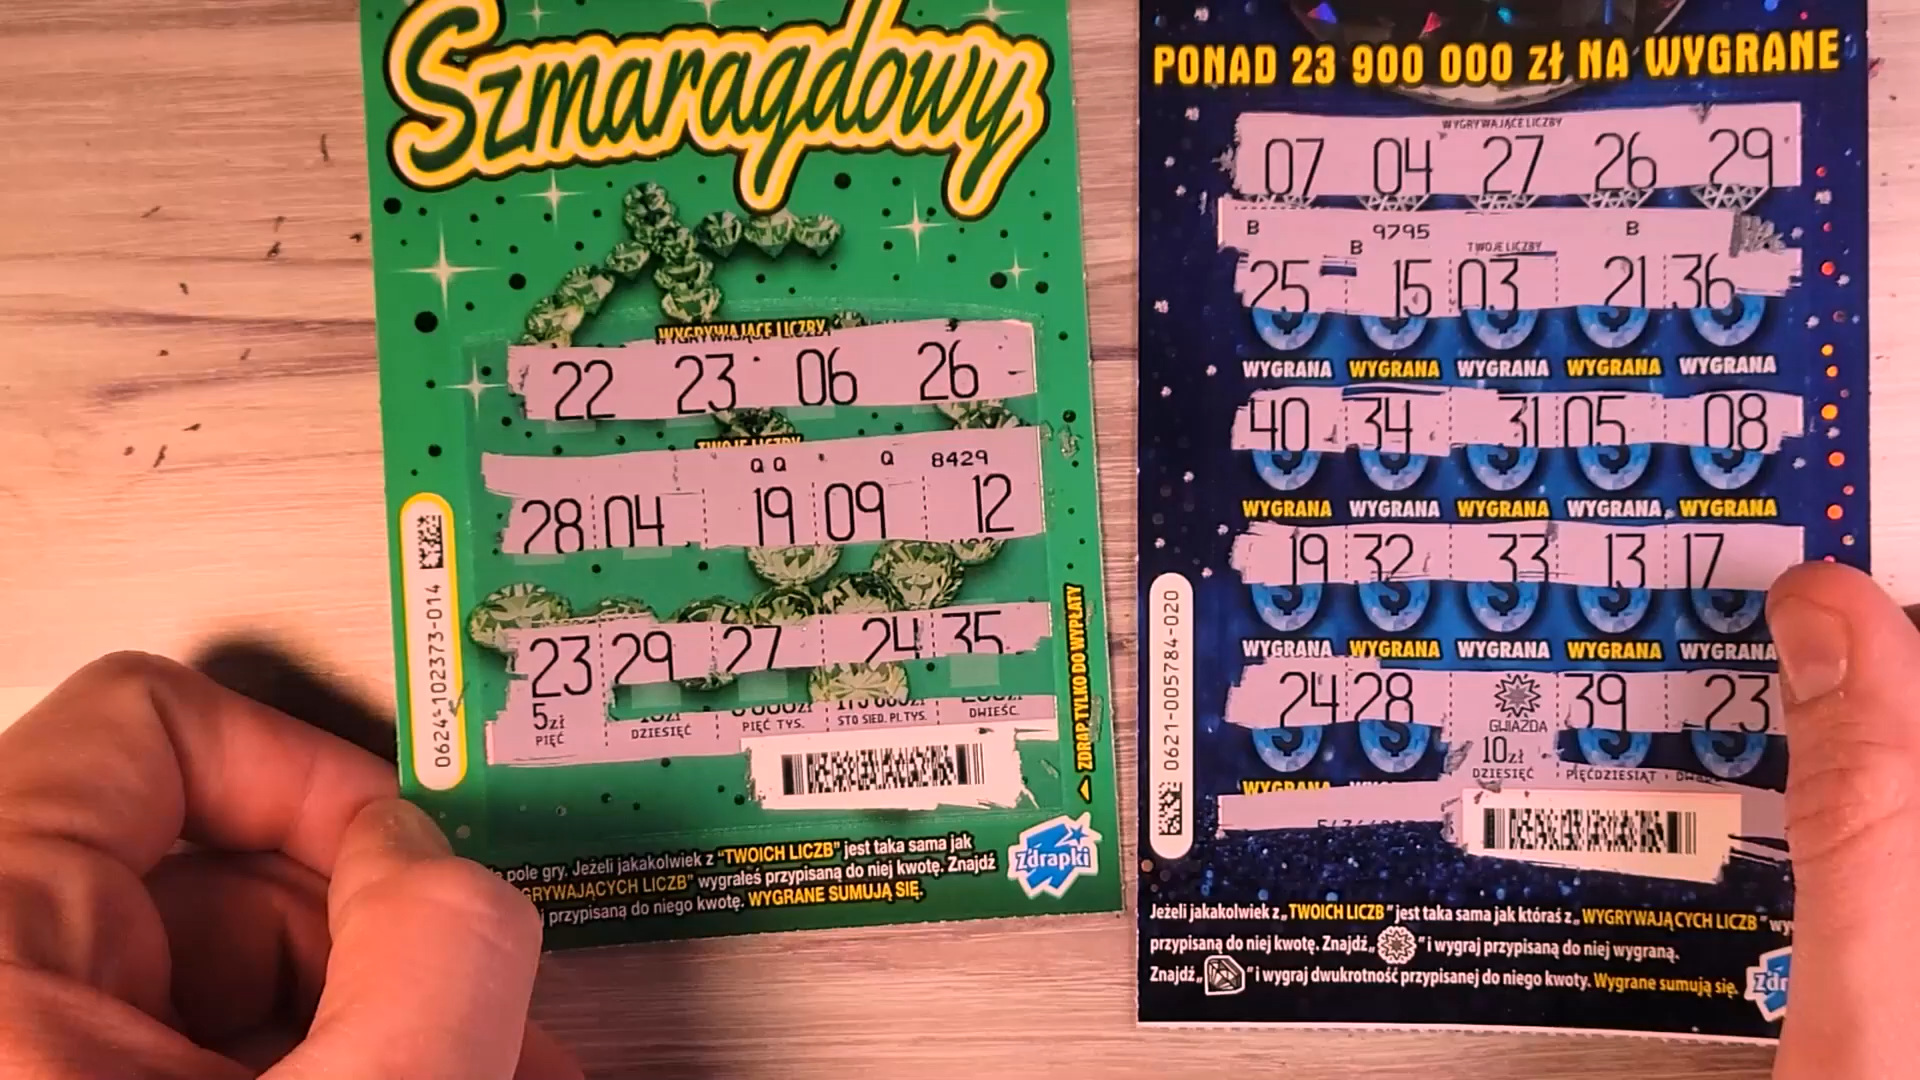 Szmaragdowy
WYGRYWAJĄCE LICZBY
22 23 06 26
TWOJE LICZBY
Q Q Q 8429
28 04 19 09 12
23 29 27 24 35
5zł
PIĘĆ DZIESIĘĆ PIĘĆ TYS. STO SIED. PI.TYS. DWIEŚC.
0624-102373-014
ZDRAP TYLKO DO WYPŁATY
pole gry. Jeżeli jakakolwiek z "TWOICH LICZB" jest taka sama jak
GRYWAJĄCYCH LICZB" wygrałeś przypisaną do niej kwotę. Znajdź
i przypisaną do niego kwotę. WYGRANE SUMUJĄ SIĘ.
Zdrapki
PONAD 23 900 000 zł NA WYGRANE
WYGRYWAJĄCE LICZBY
07 04 27 26 29
B B 9795 B
TWOJE LICZBY
25 15 03 21 36
WYGRANA WYGRANA WYGRANA WYGRANA WYGRANA
40 34 31 05 08
WYGRANA WYGRANA WYGRANA WYGRANA WYGRANA
19 32 33 13 17
WYGRANA WYGRANA WYGRANA WYGRANA WYGRANA
24 28 GWIAZDA 39 23
10zł
DZIESIĘĆ PIĘĆDZIESIĄT
WYGRANA
0621-005784-020
Jeżeli jakakolwiek z „TWOICH LICZB" jest taka sama jak któraś z „WYGRYWAJĄCYCH LICZB" wy
przypisaną do niej kwotę. Znajdź „ " i wygraj przypisaną do niej wygraną.
Znajdź „ " i wygraj dwukrotność przypisanej do niego kwoty. Wygrane sumują się.
Zdr